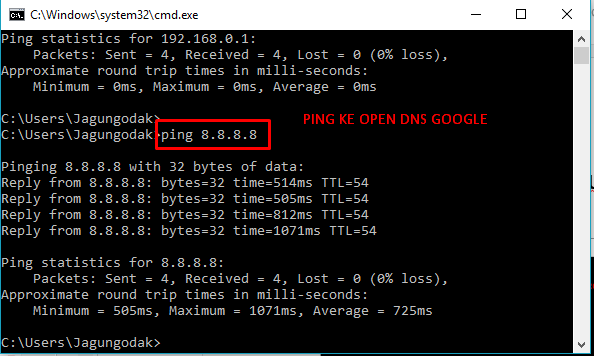 C:\Windows\system32\cmd.exe
Ping statistics for 192.168.0.1:
    Packets: Sent = 4, Received = 4, Lost = 0 (0% loss),
Approximate round trip times in milli-seconds:
    Minimum = 0ms, Maximum = 0ms, Average = 0ms
C:\Users\Jagungodak>
PING KE OPEN DNS GOOGLE
C:\Users\Jagungodak>ping 8.8.8.8
Pinging 8.8.8.8 with 32 bytes of data:
Reply from 8.8.8.8: bytes=32 time=514ms TTL=54
Reply from 8.8.8.8: bytes=32 time=505ms TTL=54
Reply from 8.8.8.8: bytes=32 time=812ms TTL=54
Reply from 8.8.8.8: bytes=32 time=1071ms TTL=54
Ping statistics for 8.8.8.8:
    Packets: Sent = 4, Received = 4, Lost = 0 (0% loss),
Approximate round trip times in milli-seconds:
    Minimum = 505ms, Maximum = 1071ms, Average = 725ms
C:\Users\Jagungodak>